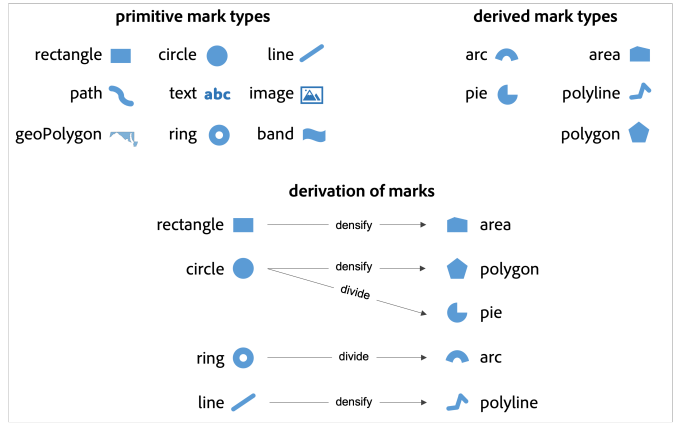 primitive mark types
derived mark types
rectangle circle line
arc area
path text abc image
pie polyline
geoPolygon ring band
polygon
derivation of marks
rectangle densify area
circle densify polygon
divide
pie
ring divide arc
line densify polyline